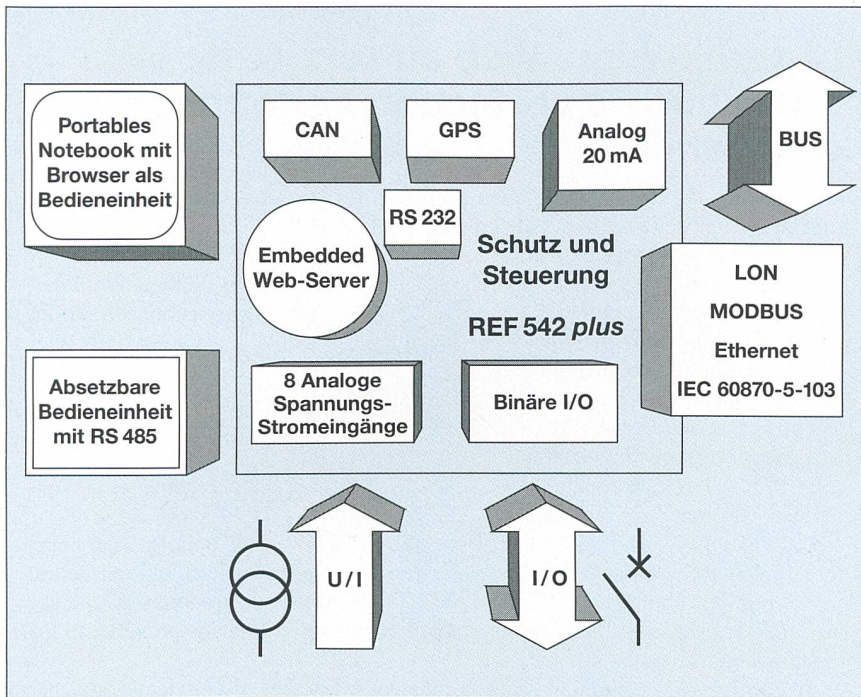 Portables
Notebook mit
Browser als
Bedieneinheit
CAN
GPS
Analog
20 mA
BUS
RS 232
Embedded
Web-Server
Schutz und
Steuerung
REF 542 plus
LON
MODBUS
Ethernet
IEC 60870-5-103
Absetzbare
Bedieneinheit
mit RS 485
8 Analoge
Spannungs-
Stromeingänge
Binäre I/O
U/I
I/O